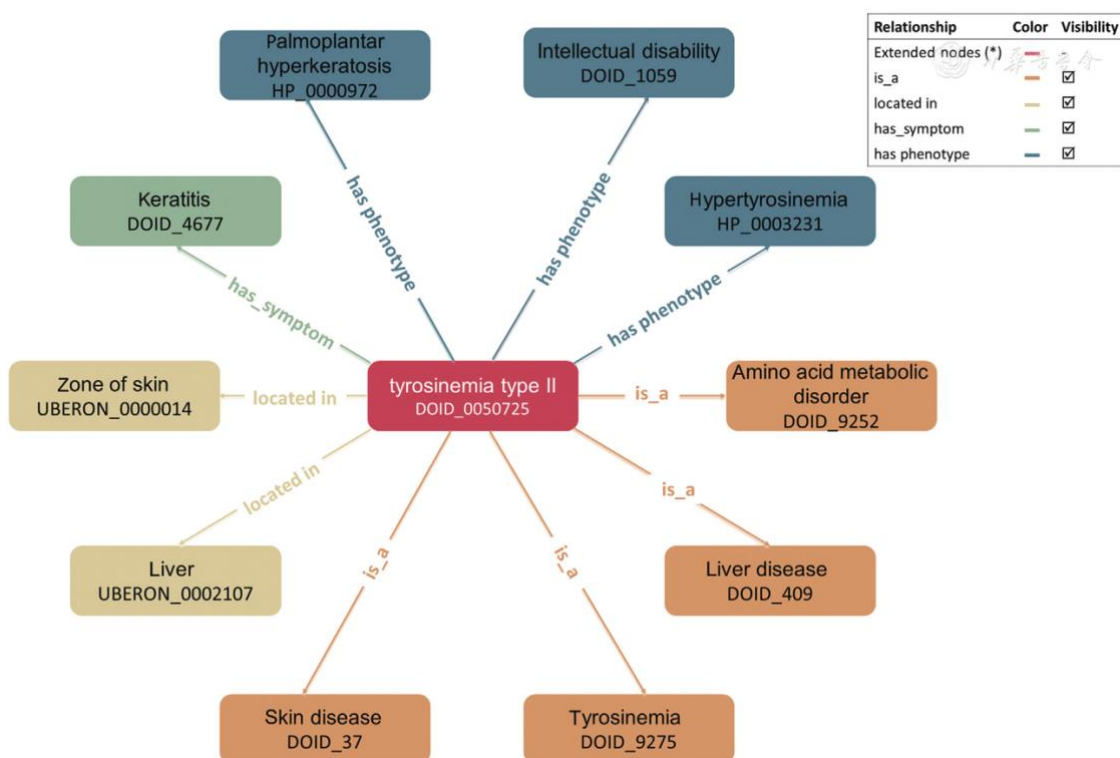 Palmoplantar
hyperkeratosis
HP_0000972
Intellectual disability
DOID_1059
Relationship Color Visibility
Extended nodes (*) -
is_a ☑
located in ☑
has_symptom ☑
has phenotype ☑
has phenotype
has phenotype
Keratitis
DOID_4677
Hypertyrosinemia
HP_0003231
has_symptom
has phenotype
Zone of skin
UBERON_0000014
located in
tyrosinemia type II
DOID_0050725
is_a
Amino acid metabolic
disorder
DOID_9252
located in
is_a
Liver
UBERON_0002107
is_a
is_a
Liver disease
DOID_409
Skin disease
DOID_37
Tyrosinemia
DOID_9275